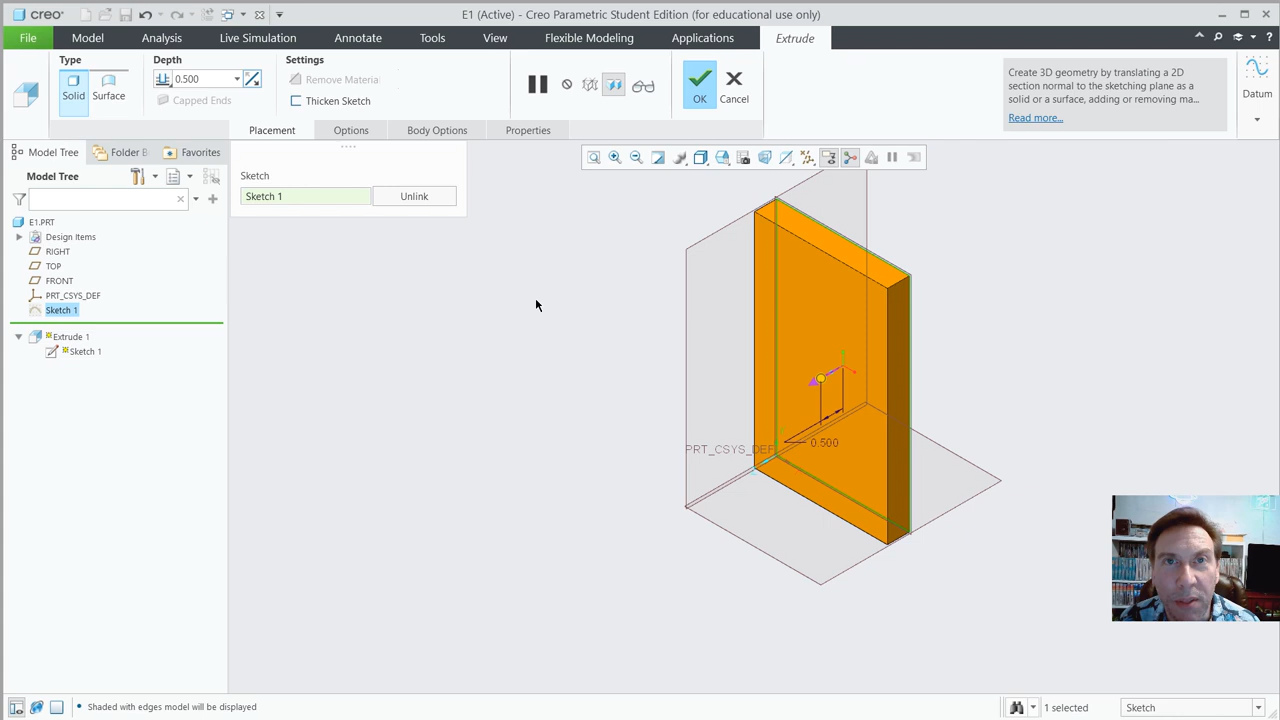 creo
E1 (Active) - Creo Parametric Student Edition (for educational use only)
File
Model
Analysis
Live Simulation
Annotate
Tools
View
Flexible Modeling
Applications
Extrude
Type
Depth
Settings
Solid
Surface
0.500
Capped Ends
Remove Materia
Thicken Sketch
OK
Cancel
Create 3D geometry by translating a 2D
section normal to the sketching plane as a
solid or a surface, adding or removing ma...
Read more...
Datum
Placement
Options
Body Options
Properties
Model Tree
Folder B
Favorites
Model Tree
Sketch
Sketch 1
Unlink
E1.PRT
Design Items
RIGHT
TOP
FRONT
PRT_CSYS_DEF
Sketch 1
Extrude 1
Sketch 1
PRT_CSYS_DEF
0.500
Shaded with edges model will be displayed
1 selected
Sketch